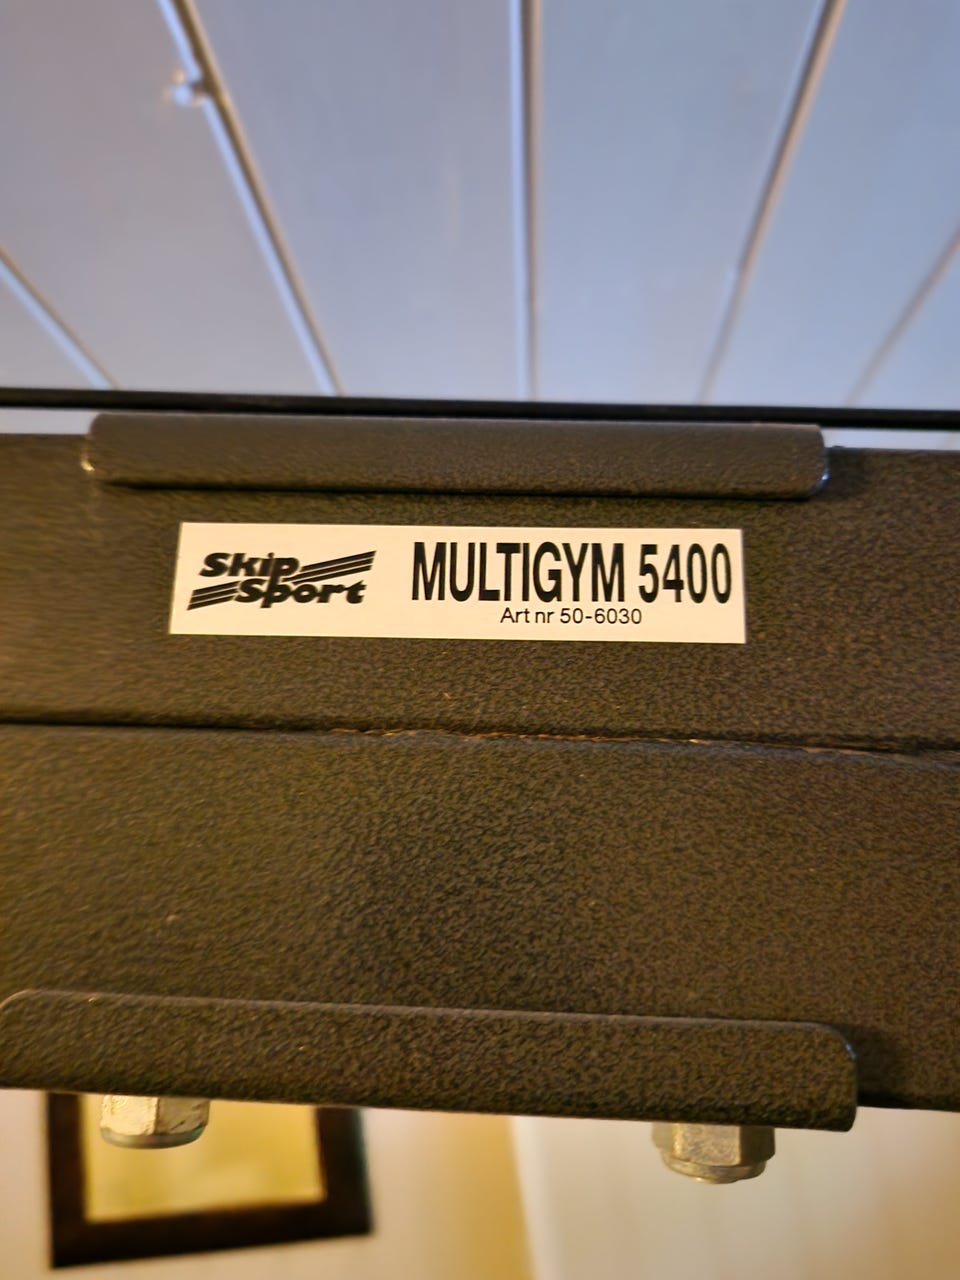 Skip
Sport
MULTIGYM 5400
Art nr 50-6030